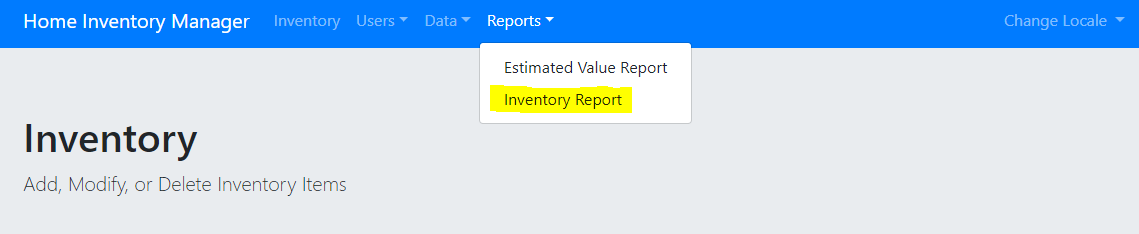 Home Inventory Manager Inventory Users Data Reports Change Locale
Estimated Value Report
Inventory Report
Inventory
Add, Modify, or Delete Inventory Items